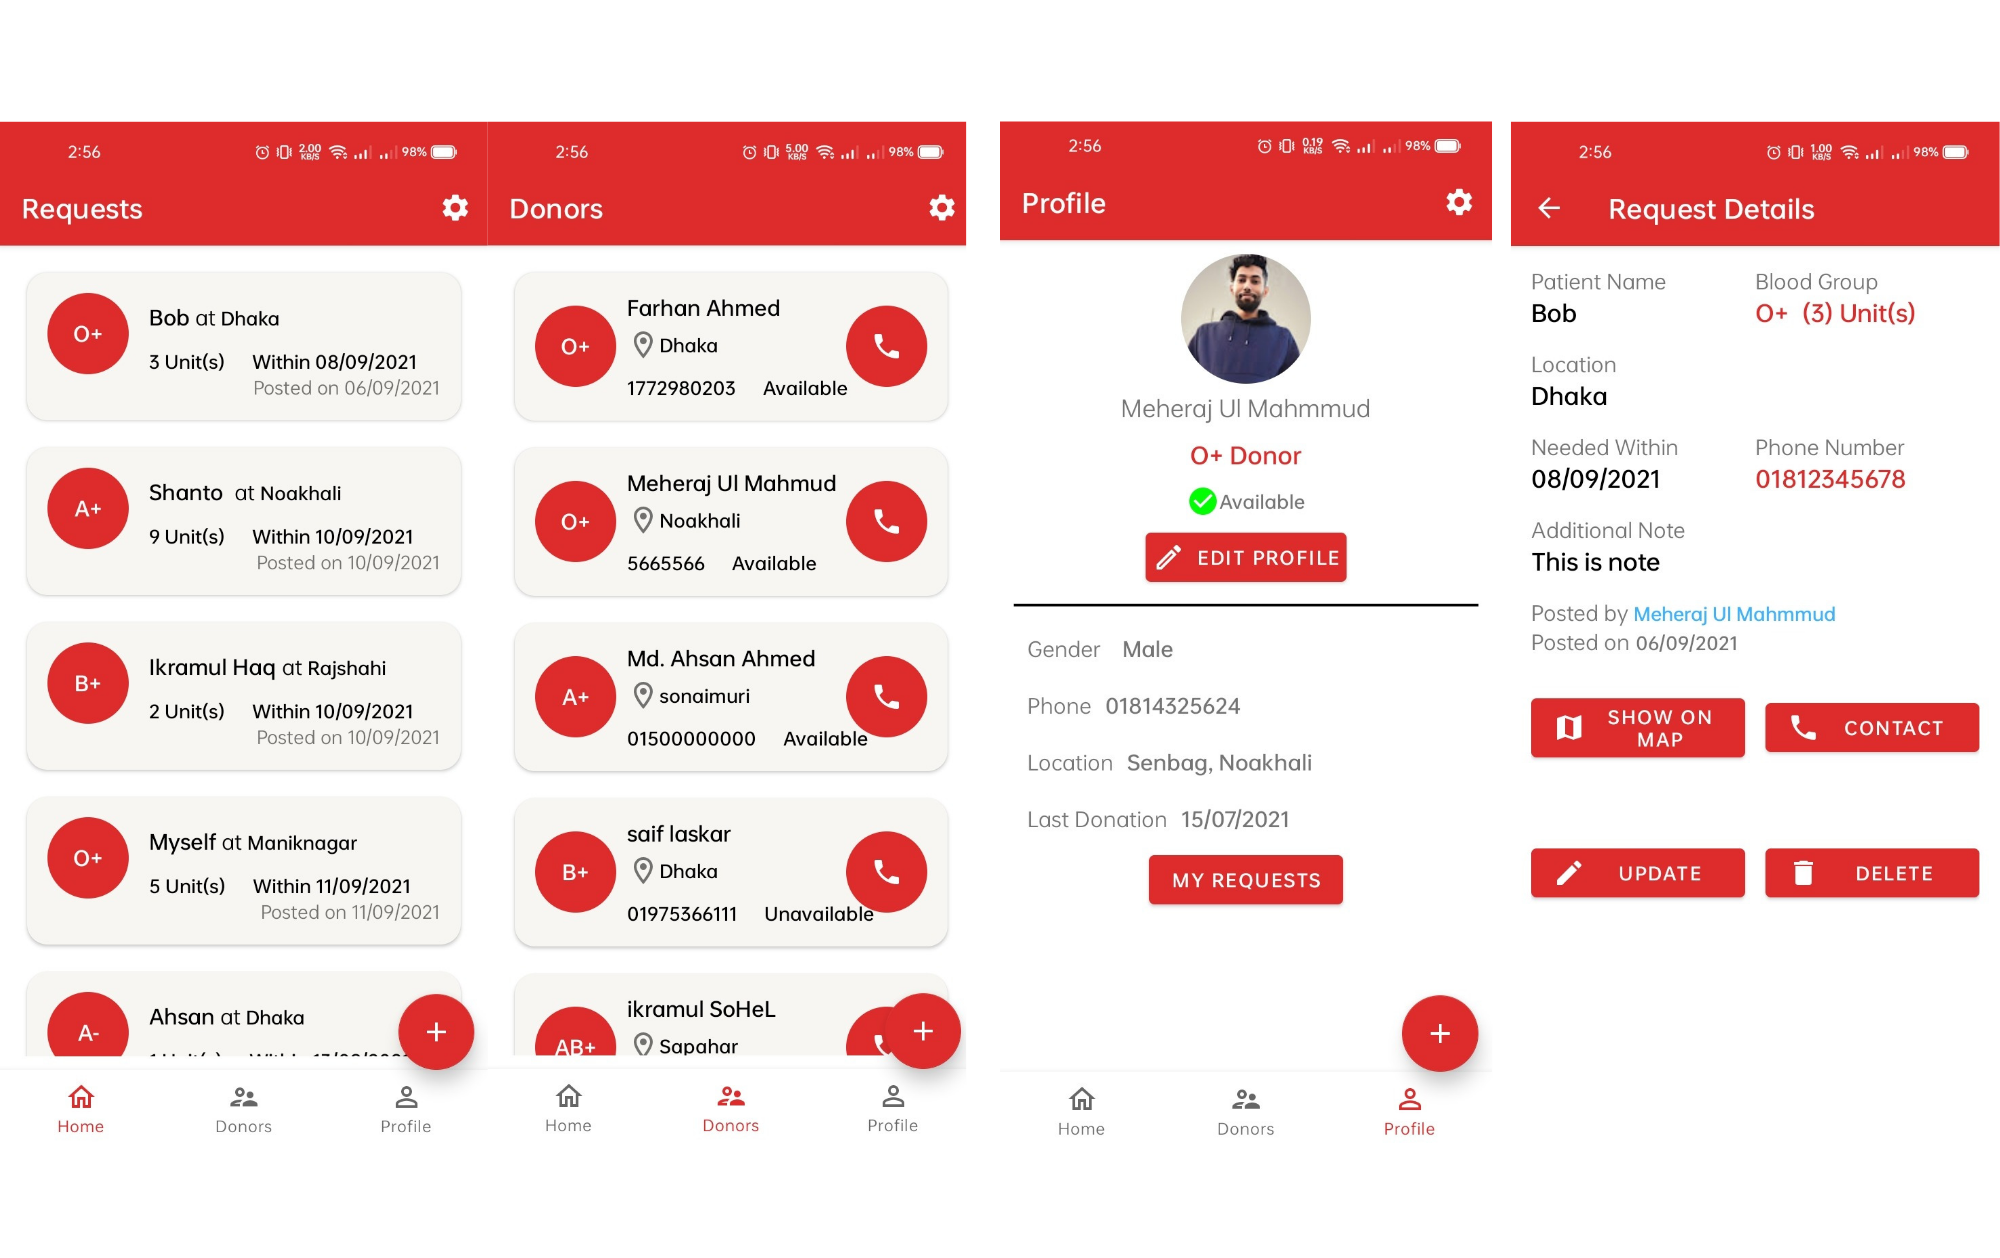 2:56 2.00 KB/S 98%
Requests
O+
Bob at Dhaka
3 Unit(s) Within 08/09/2021
Posted on 06/09/2021
A+
Shanto at Noakhali
9 Unit(s) Within 10/09/2021
Posted on 10/09/2021
B+
Ikramul Haq at Rajshahi
2 Unit(s) Within 10/09/2021
Posted on 10/09/2021
O+
Myself at Maniknagar
5 Unit(s) Within 11/09/2021
Posted on 11/09/2021
A-
Ahsan at Dhaka
+
Home Donors Profile
2:56 5.00 KB/S 98%
Donors
O+
Farhan Ahmed
Dhaka
1772980203 Available
O+
Meheraj Ul Mahmud
Noakhali
5665566 Available
A+
Md. Ahsan Ahmed
sonaimuri
01500000000 Available
B+
saif laskar
Dhaka
01975366111 Unavailable
AB+
ikramul SoHeL
Sapahar
+
Home Donors Profile
2:56 0.19 KB/S 98%
Profile
Meheraj Ul Mahmmud
O+ Donor
Available
EDIT PROFILE
Gender Male
Phone 01814325624
Location Senbag, Noakhali
Last Donation 15/07/2021
MY REQUESTS
+
Home Donors Profile
2:56 1.00 KB/S 98%
Request Details
Patient Name Blood Group
Bob O+ (3) Unit(s)
Location
Dhaka
Needed Within Phone Number
08/09/2021 01812345678
Additional Note
This is note
Posted by Meheraj Ul Mahmmud
Posted on 06/09/2021
SHOW ON
MAP
CONTACT
UPDATE DELETE